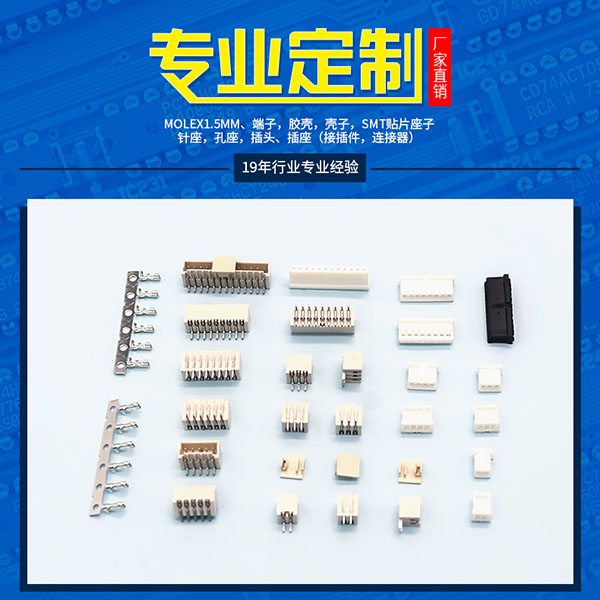 专业定制
厂家直销
MOLEX1.5MM、端子，胶壳，壳子，SMT贴片座子
针座，孔座，插头、插座（接插件，连接器）
19年行业专业经验